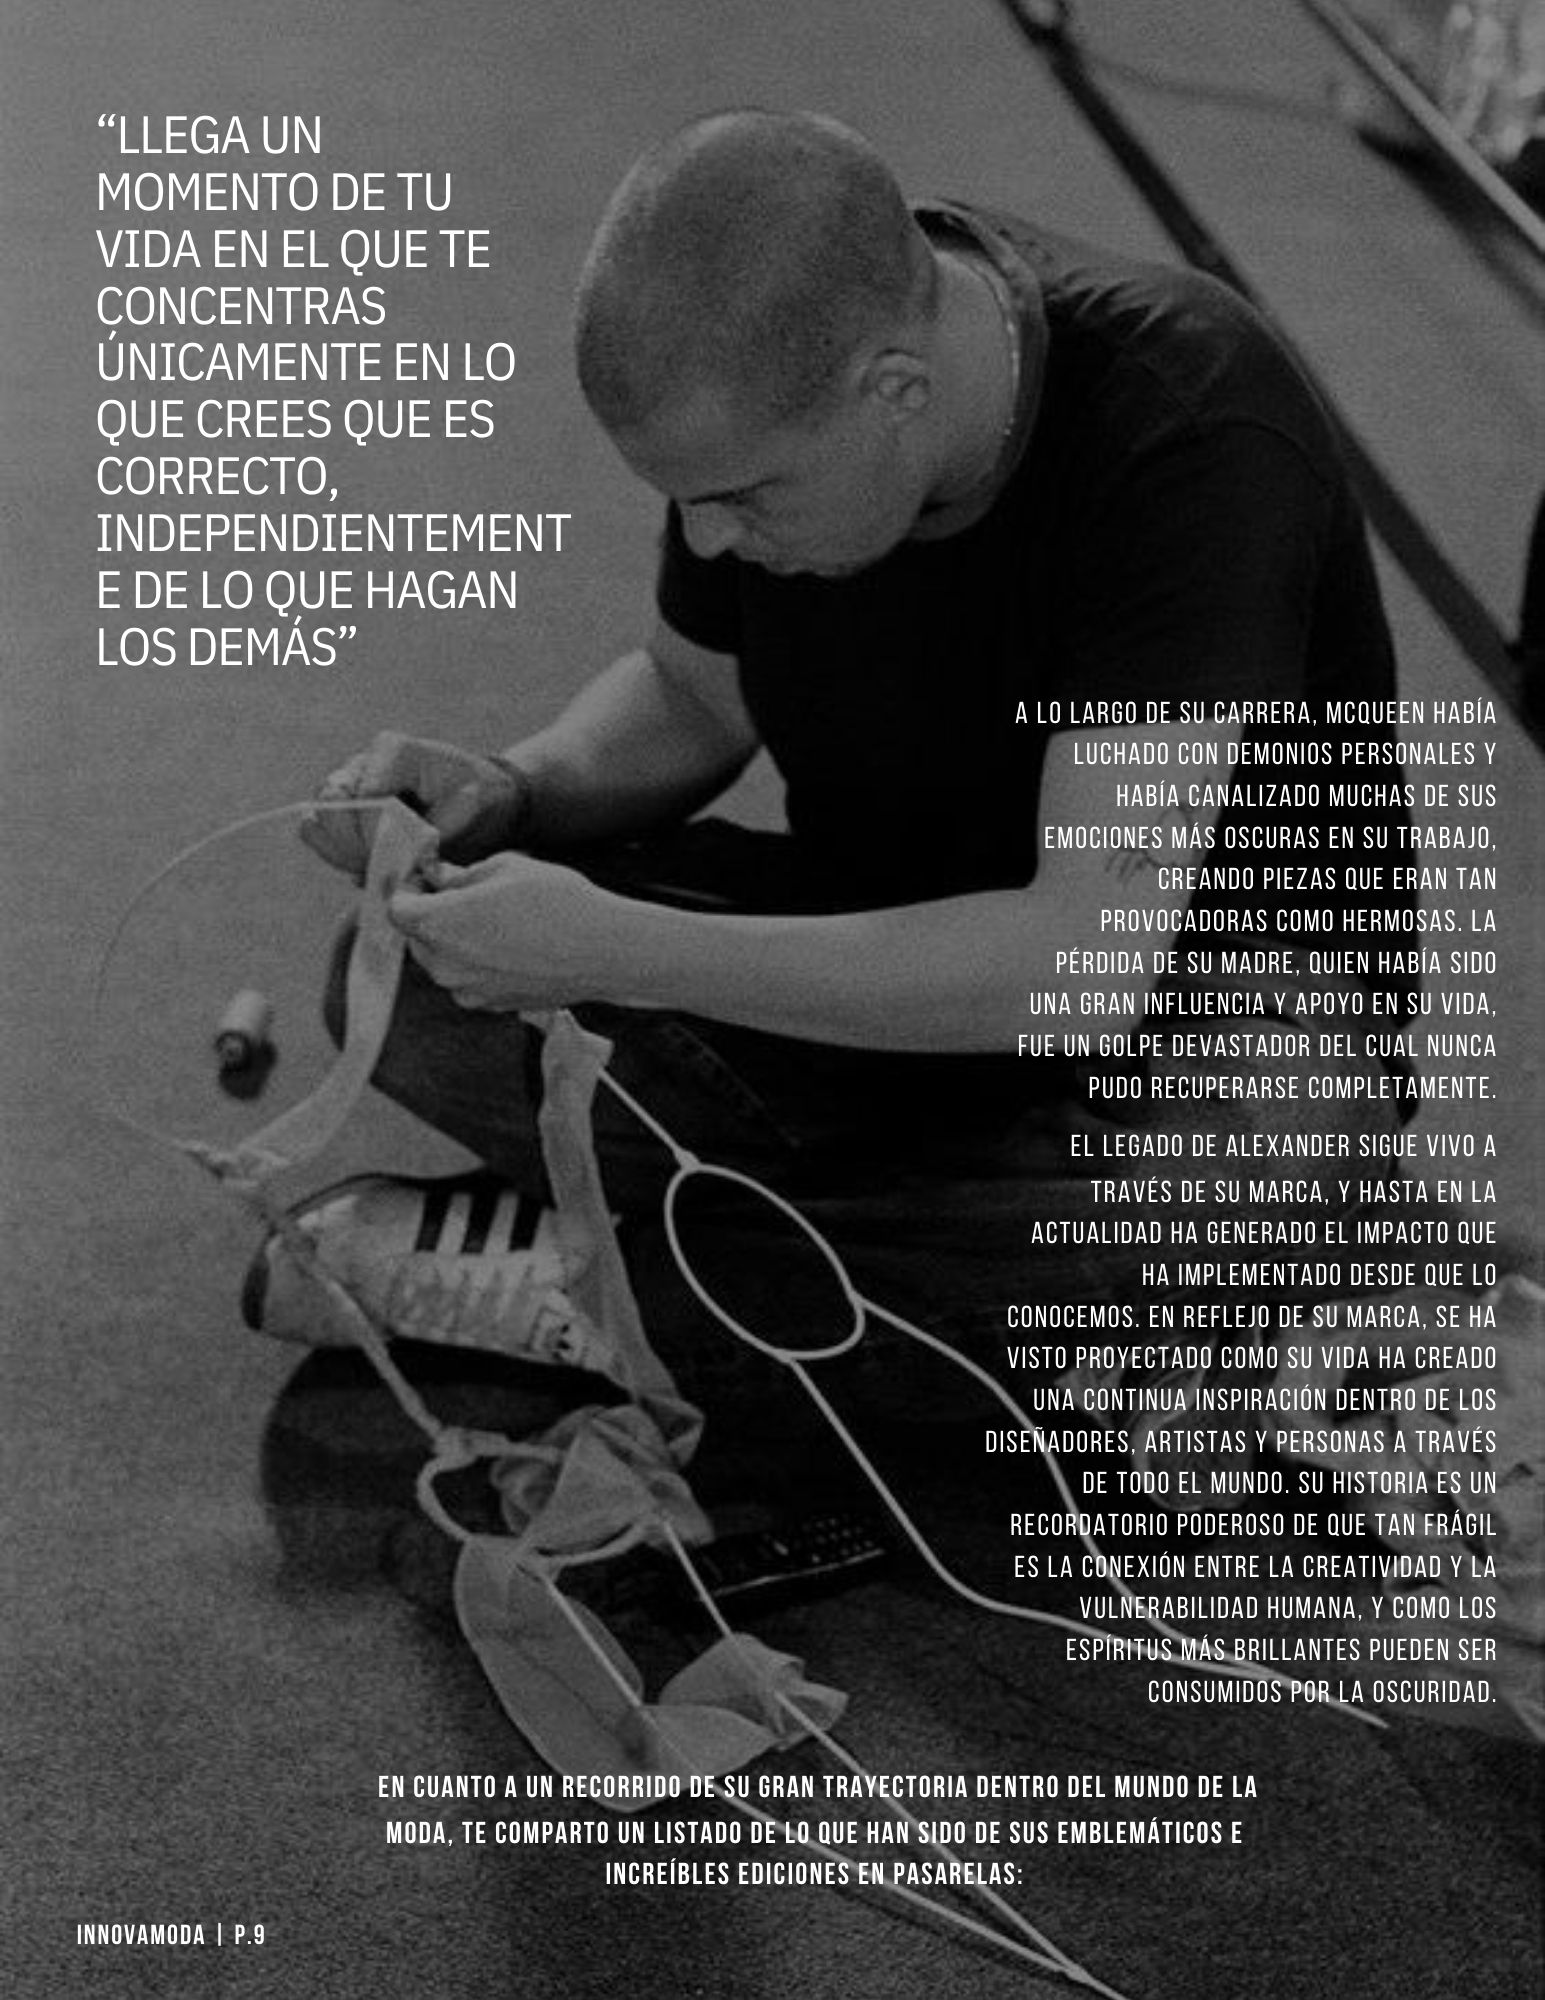 “LLEGA UN
MOMENTO DE TU
VIDA EN EL QUE TE
CONCENTRAS
ÚNICAMENTE EN LO
QUE CREES QUE ES
CORRECTO,
INDEPENDIENTEMENT
E DE LO QUE HAGAN
LOS DEMÁS”
A LO LARGO DE SU CARRERA, MCQUEEN HABÍA
LUCHADO CON DEMONIOS PERSONALES Y
HABÍA CANALIZADO MUCHAS DE SUS
EMOCIONES MÁS OSCURAS EN SU TRABAJO,
CREANDO PIEZAS QUE ERAN TAN
PROVOCADORAS COMO HERMOSAS. LA
PÉRDIDA DE SU MADRE, QUIEN HABÍA SIDO
UNA GRAN INFLUENCIA Y APOYO EN SU VIDA,
FUE UN GOLPE DEVASTADOR DEL CUAL NUNCA
PUDO RECUPERARSE COMPLETAMENTE.
EL LEGADO DE ALEXANDER SIGUE VIVO A
TRAVÉS DE SU MARCA, Y HASTA EN LA
ACTUALIDAD HA GENERADO EL IMPACTO QUE
HA IMPLEMENTADO DESDE QUE LO
CONOCEMOS. EN REFLEJO DE SU MARCA, SE HA
VISTO PROYECTADO COMO SU VIDA HA CREADO
UNA CONTINUA INSPIRACIÓN DENTRO DE LOS
DISEÑADORES, ARTISTAS Y PERSONAS A TRAVÉS
DE TODO EL MUNDO. SU HISTORIA ES UN
RECORDATORIO PODEROSO DE QUE TAN FRÁGIL
ES LA CONEXIÓN ENTRE LA CREATIVIDAD Y LA
VULNERABILIDAD HUMANA, Y COMO LOS
ESPÍRITUS MÁS BRILLANTES PUEDEN SER
CONSUMIDOS POR LA OSCURIDAD.
EN CUANTO A UN RECORRIDO DE SU GRAN TRAYECTORIA DENTRO DEL MUNDO DE LA
MODA, TE COMPARTO UN LISTADO DE LO QUE HAN SIDO DE SUS EMBLEMÁTICOS E
INCREÍBLES EDICIONES EN PASARELAS:
INNOVAMODA | P.9